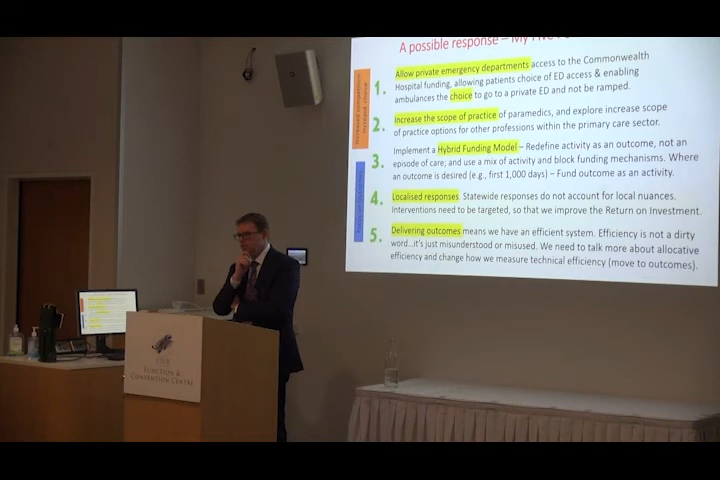 A possible response – My Five
1. Allow private emergency departments access to the Commonwealth
Hospital funding, allowing patients choice of ED access & enabling
ambulances the choice to go to a private ED and not be ramped.
2. Increase the scope of practice of paramedics, and explore increase scope
of practice options for other professions within the primary care sector.
3. Implement a Hybrid Funding Model – Redefine activity as an outcome, not an
episode of care; and use a mix of activity and block funding mechanisms. Where
an outcome is desired (e.g., first 1,000 days) – Fund outcome as an activity.
4. Localised responses. Statewide responses do not account for local nuances.
Interventions need to be targeted, so that we improve the Return on Investment.
5. Delivering outcomes means we have an efficient system. Efficiency is not a dirty
word...it's just misunderstood or misused. We need to talk more about allocative
efficiency and change how we measure technical efficiency (move to outcomes).
FUNCTION &
CONVENTION CENTRE